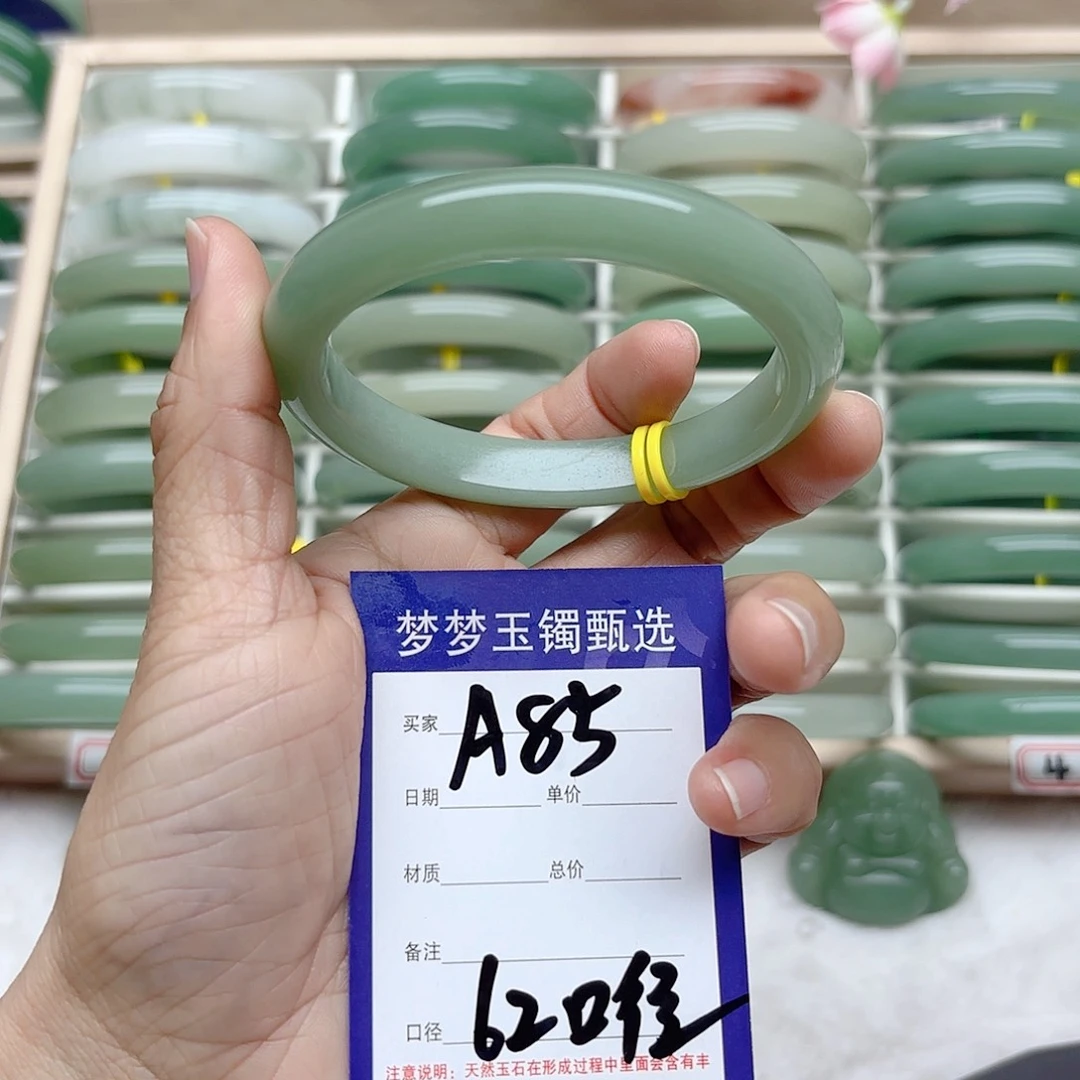 梦梦玉镯甄选
买家 A85
日期 单价
材质 总价
备注
口径 62口径
注意说明：天然玉石在形成过程中里面会含有丰
4